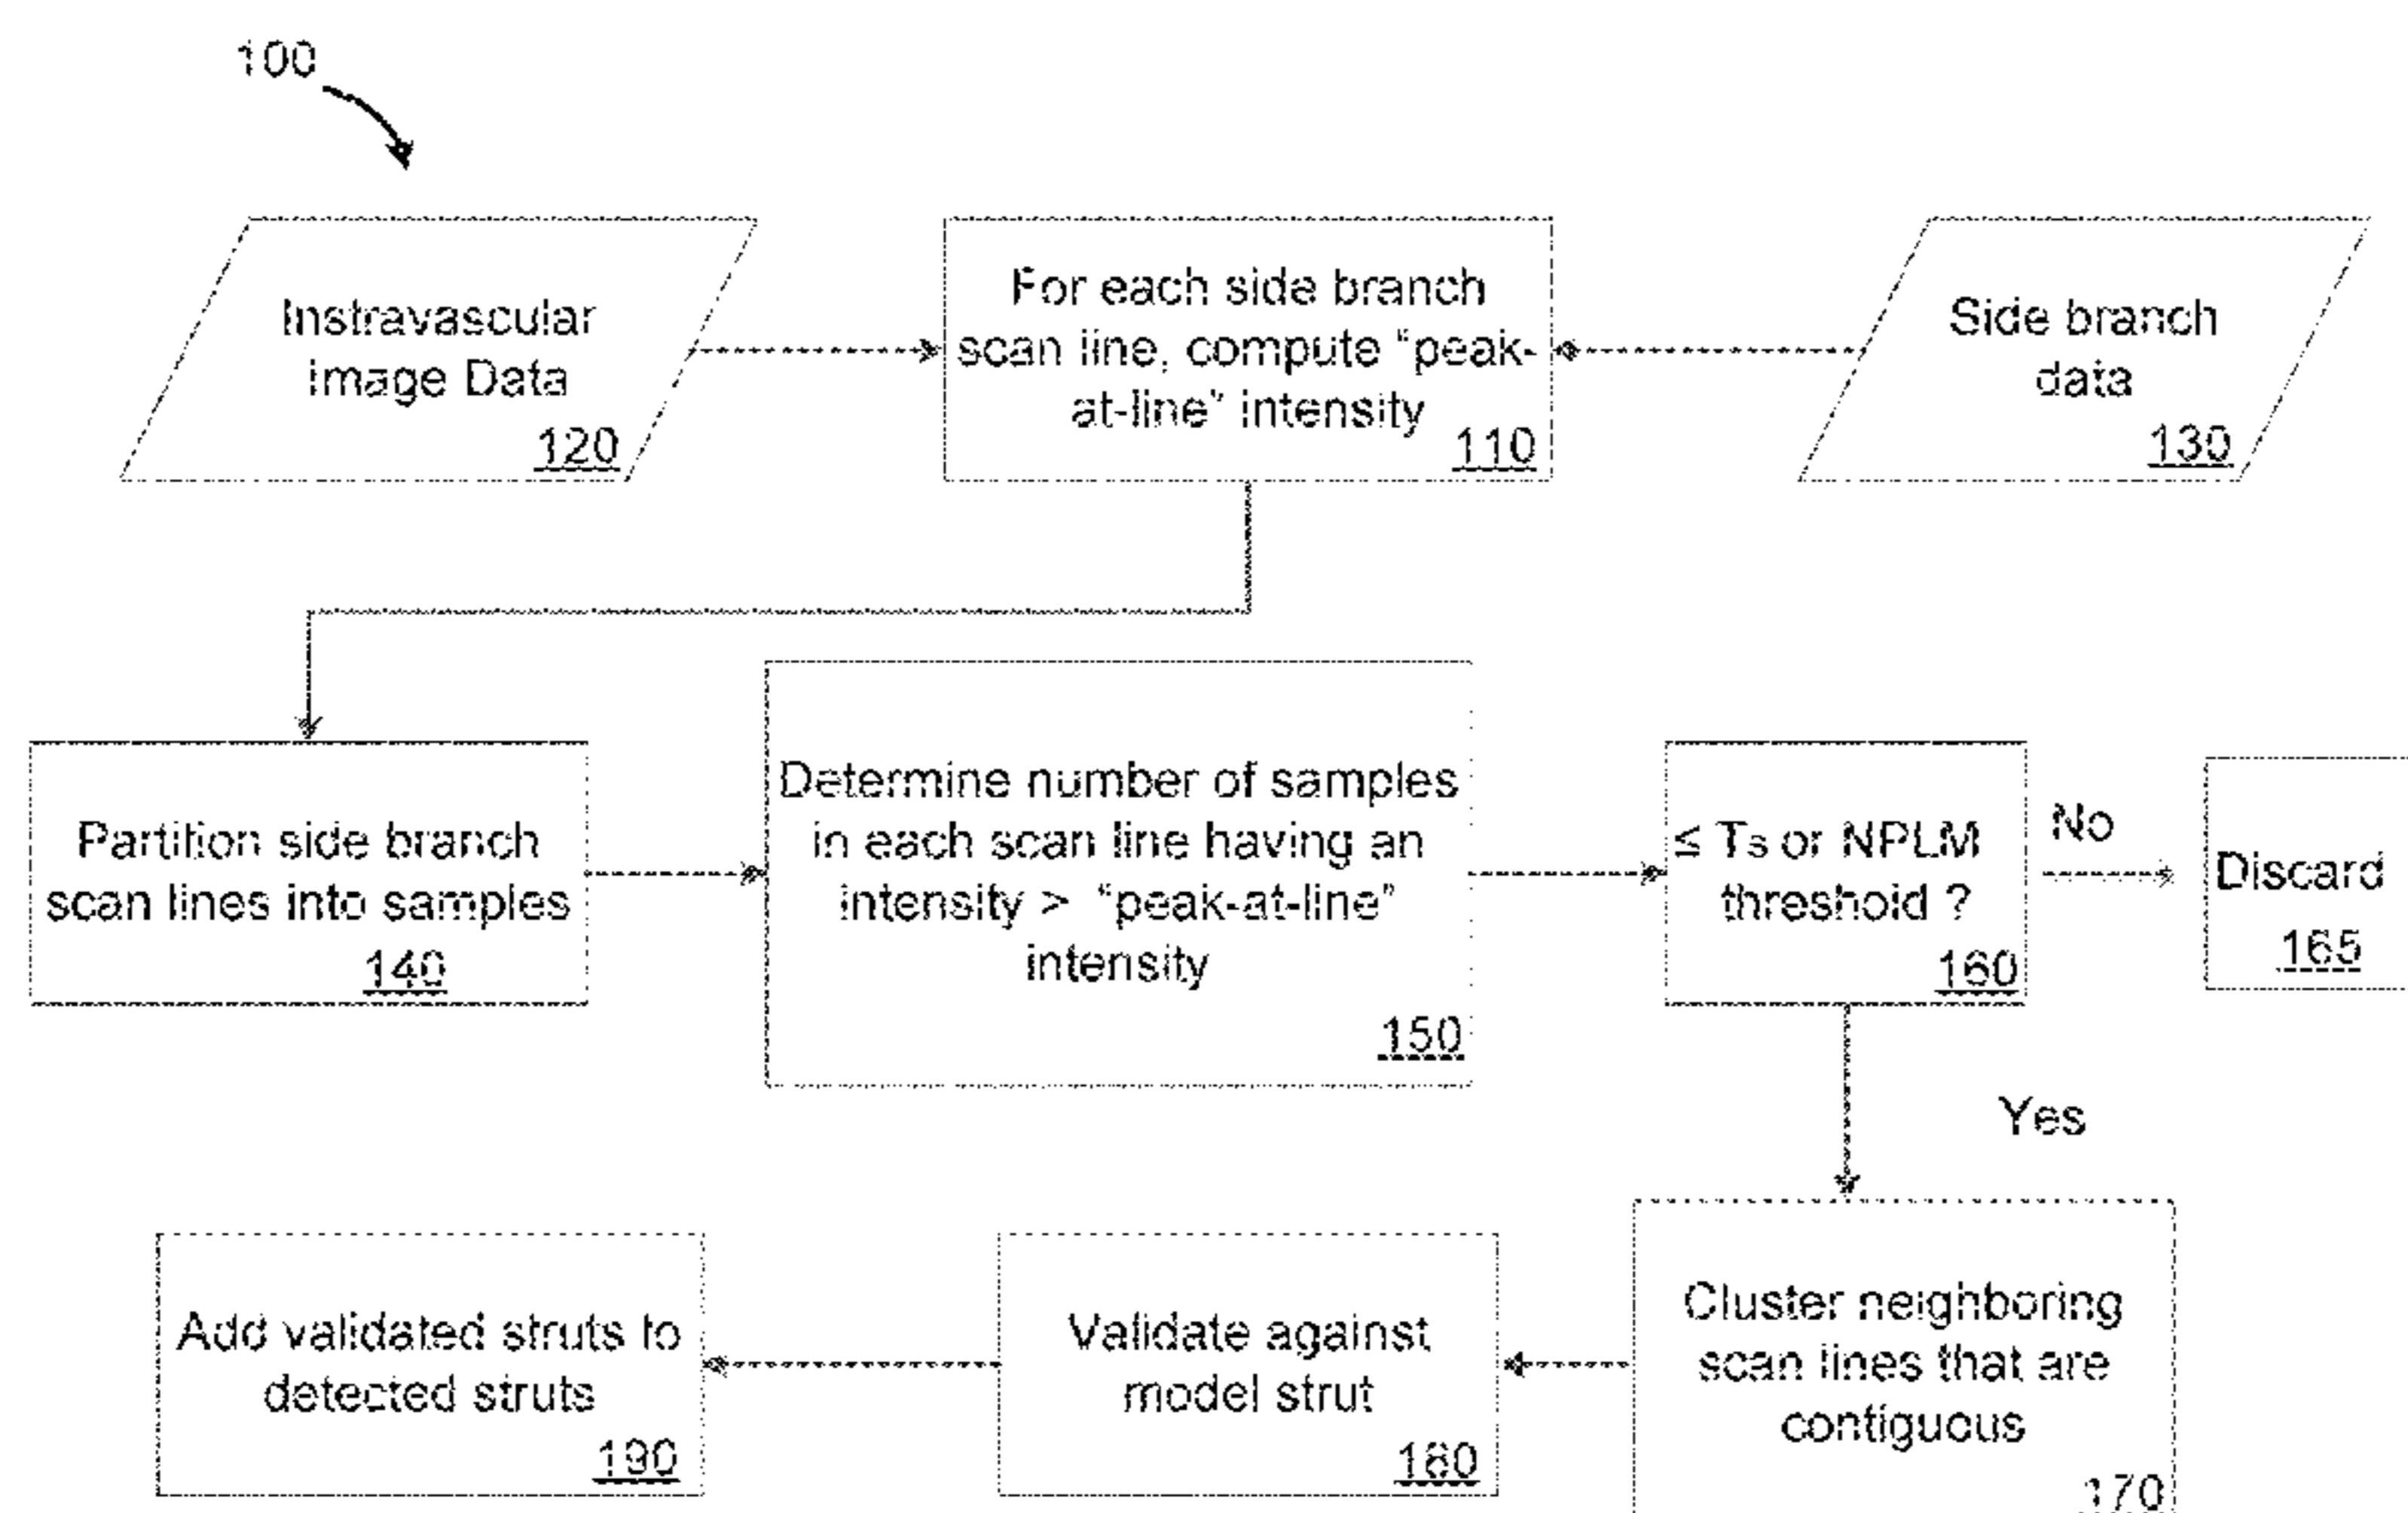 100
Instravascular
Image Data
120
For each side branch
scan line, compute "peak-
at-line" intensity
110
Side branch
data
130
Partition side branch
scan lines into samples
140
Determine number of samples
in each scan line having an
intensity > "peak-at-line"
intensity
150
≤ Ts or NPLM
threshold ?
160
No
Discard
165
Yes
Add validated struts to
detected struts
190
Validate against
model strut
180
Cluster neighboring
scan lines that are
contiguous
170